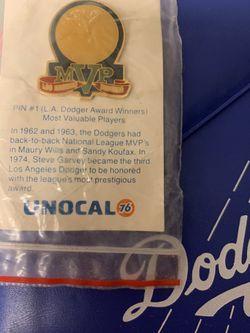 MVP
PIN #1 (L.A. Dodger Award Winners)
Most Valuable Players
In 1962 and 1963, the Dodgers had
back-to-back National League MVP's
in Maury Wills and Sandy Koufax. In
1974, Steve Garvey became the third
Los Angeles Dodger to be honored
with the league's most prestigious
award.
UNOCAL 76
Dod